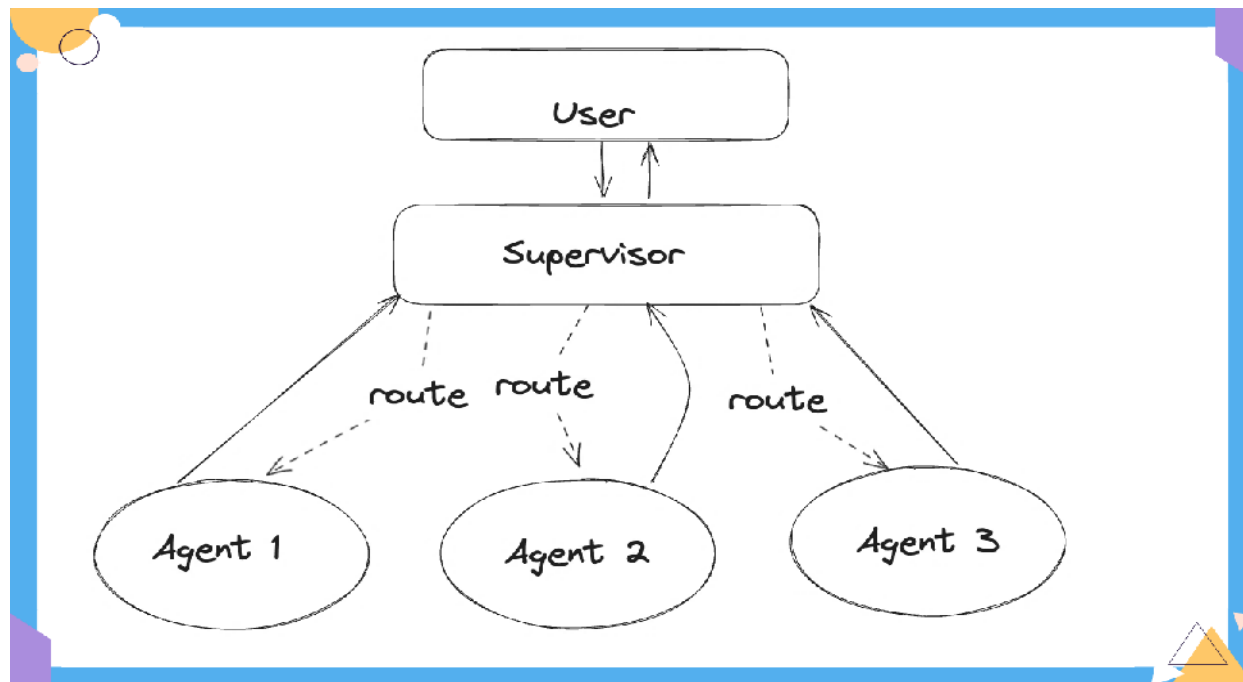 User
Supervisor
route
route
route
Agent 1
Agent 2
Agent 3